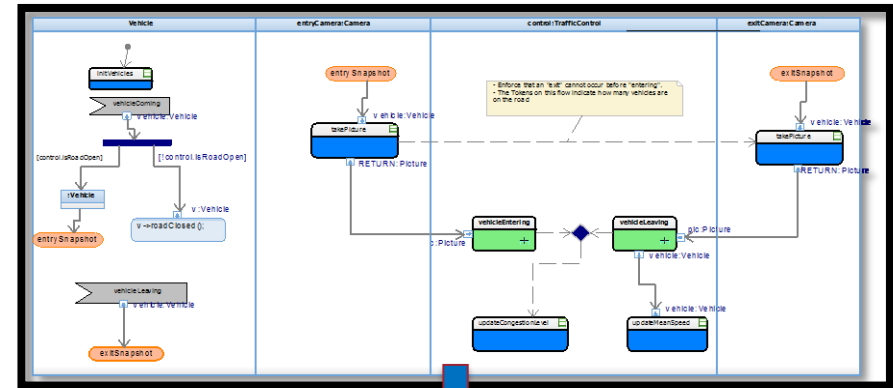 Vehicle
entryCamera:Camera
control:TrafficControl
exitCamera:Camera
initVehicles
vehicleComing
vehicle:Vehicle
[control.isRoadOpen]
[!control.isRoadOpen]
:Vehicle
v:Vehicle
v->roadClosed();
entrySnapshot
vehicleLeaving
vehicle:Vehicle
exitSnapshot
entrySnapshot
vehicle:Vehicle
takePicture
RETURN:Picture
- Enforce that an "exit" cannot occur before "entering".
- The Tokens on this flow indicate how many vehicles are
on the road
exitSnapshot
vehicle:Vehicle
takePicture
RETURN:Picture
vehicleEntering
c:Picture
vehicleLeaving
pic:Picture
vehicle:Vehicle
vehicle:Vehicle
updateCongestionLevel
updateMeanSpeed